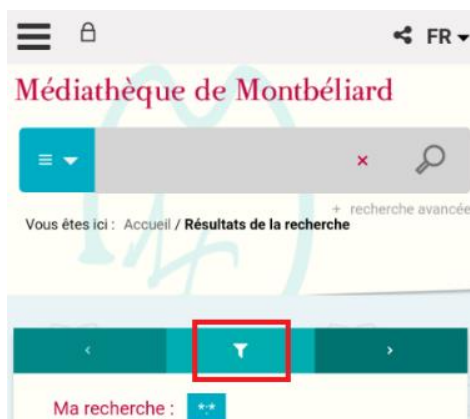 FR
Médiathèque de Montbéliard
+ recherche avancée
Vous êtes ici : Accueil / Résultats de la recherche
Ma recherche : *:*